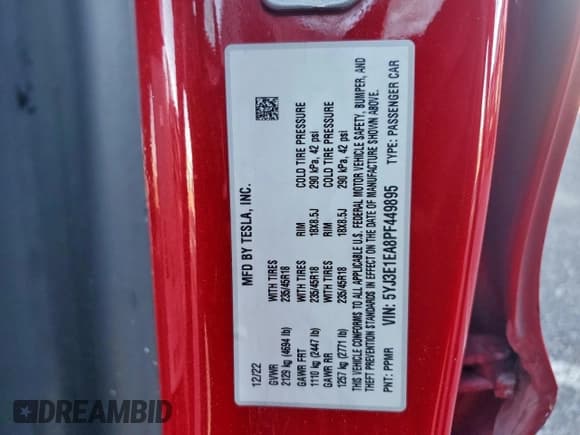 MFD BY TESLA, INC.
12/22
GVWR WITH TIRES RIM COLD TIRE PRESSURE
2129 kg (4694 lb) 235/45R18 18X8.5J 290 kPa, 42 psi
GAWR FRT WITH TIRES RIM COLD TIRE PRESSURE
1110 kg (2447 lb) 235/45R18 18X8.5J 290 kPa, 42 psi
GAWR RR
1257 kg (2771 lb) 235/45R18
THIS VEHICLE CONFORMS TO ALL APPLICABLE U.S. FEDERAL MOTOR VEHICLE SAFETY, BUMPER, AND
THEFT PREVENTION STANDARDS IN EFFECT ON THE DATE OF MANUFACTURE SHOWN ABOVE.
VIN: 5YJ3E1EA8PF449895
PNT: PPMR TYPE: PASSENGER CAR
DREAMBID